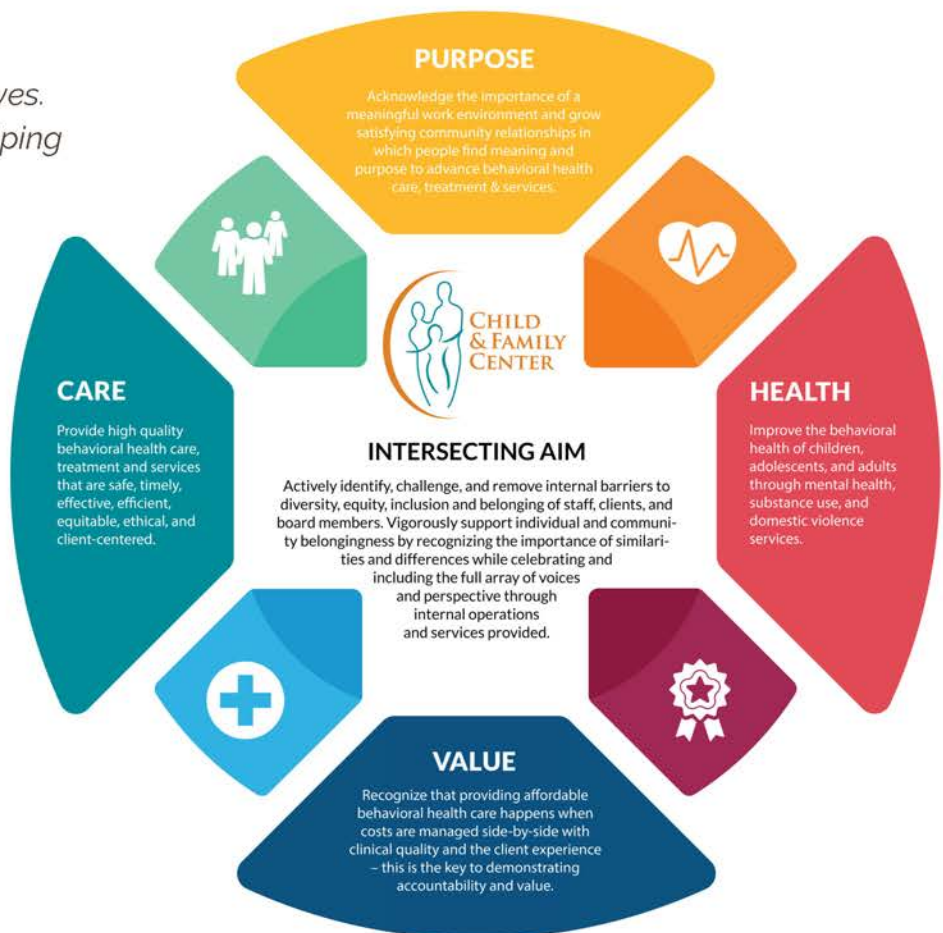 ves.
ping
PURPOSE
Acknowledge the importance of a
meaningful work environment and grow
satisfying community relationships in
which people find meaning and
purpose to advance behavioral health
care, treatment & services.
CARE
Provide high quality
behavioral health care,
treatment and services
that are safe, timely,
effective, efficient,
equitable, ethical, and
client-centered.
CHILD
& FAMILY
CENTER
INTERSECTING AIM
Actively identify, challenge, and remove internal barriers to
diversity, equity, inclusion and belonging of staff, clients, and
board members. Vigorously support individual and communi-
ty belongingness by recognizing the importance of similari-
ties and differences while celebrating and
including the full array of voices
and perspective through
internal operations
and services provided.
HEALTH
Improve the behavioral
health of children,
adolescents, and adults
through mental health,
substance use, and
domestic violence
services.
VALUE
Recognize that providing affordable
behavioral health care happens when
costs are managed side-by-side with
clinical quality and the client experience
– this is the key to demonstrating
accountability and value.